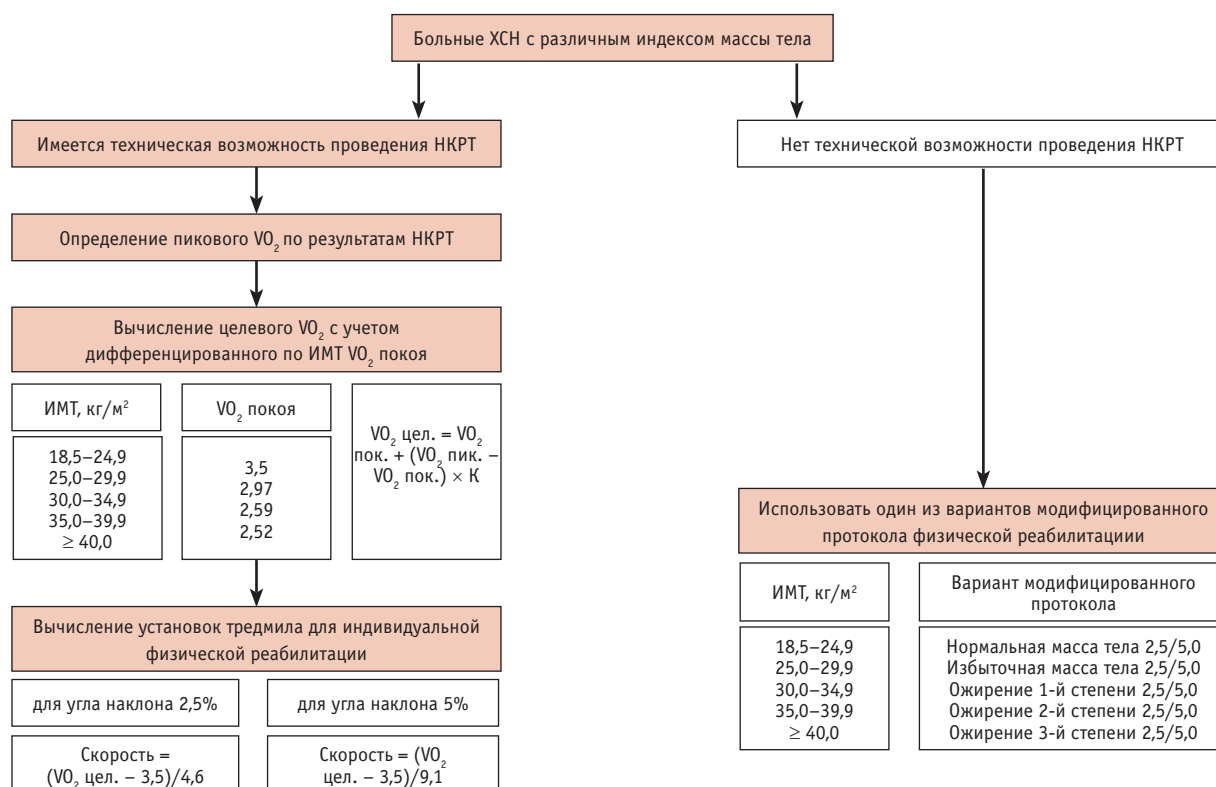 Больные ХСН с различным индексом массы тела
Имеется техническая возможность проведения НКРТ
Определение пикового VO₂ по результатам НКРТ
Вычисление целевого VO₂ с учетом
дифференцированного по ИМТ VO₂ покоя
ИМТ, кг/м²
18,5–24,9
25,0–29,9
30,0–34,9
35,0–39,9
≥ 40,0
VO₂ покоя
3,5
2,97
2,59
2,52
VO₂ цел. = VO₂
пок. + (VO₂ пик. –
VO₂ пок.) × К
Вычисление установок тредмила для индивидуальной
физической реабилитации
для угла наклона 2,5%
Скорость =
(VO₂ цел. – 3,5)/4,6
для угла наклона 5%
Скорость = (VO₂
цел. – 3,5)/9,1
Нет технической возможности проведения НКРТ
Использовать один из вариантов модифицированного
протокола физической реабилитациии
ИМТ, кг/м²
18,5–24,9
25,0–29,9
30,0–34,9
35,0–39,9
≥ 40,0
Вариант модифицированного
протокола
Нормальная масса тела 2,5/5,0
Избыточная масса тела 2,5/5,0
Ожирение 1-й степени 2,5/5,0
Ожирение 2-й степени 2,5/5,0
Ожирение 3-й степени 2,5/5,0